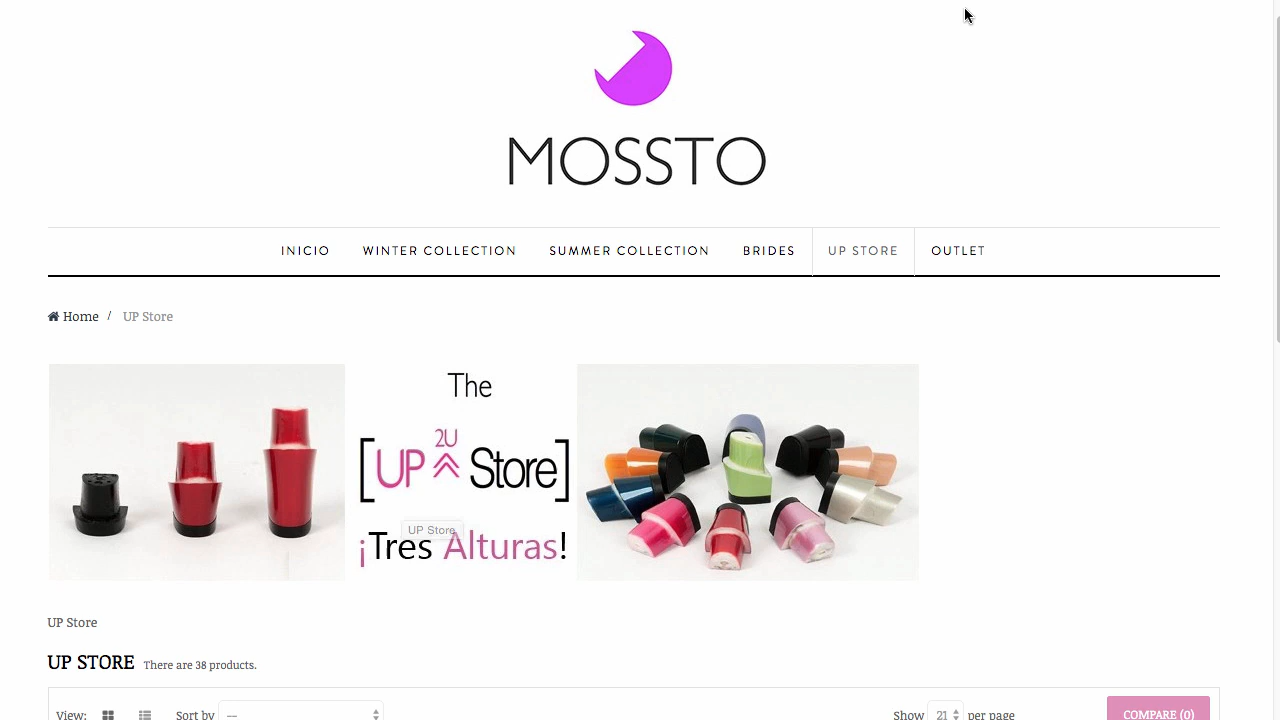 MOSSTO
INICIO WINTER COLLECTION SUMMER COLLECTION BRIDES UP STORE OUTLET
Home / UP Store
The
[UP 2U Store]
UP Store
¡Tres Alturas!
UP Store
UP STORE There are 38 products.
View: Sort by -- Show 21 per page COMPARE (0)